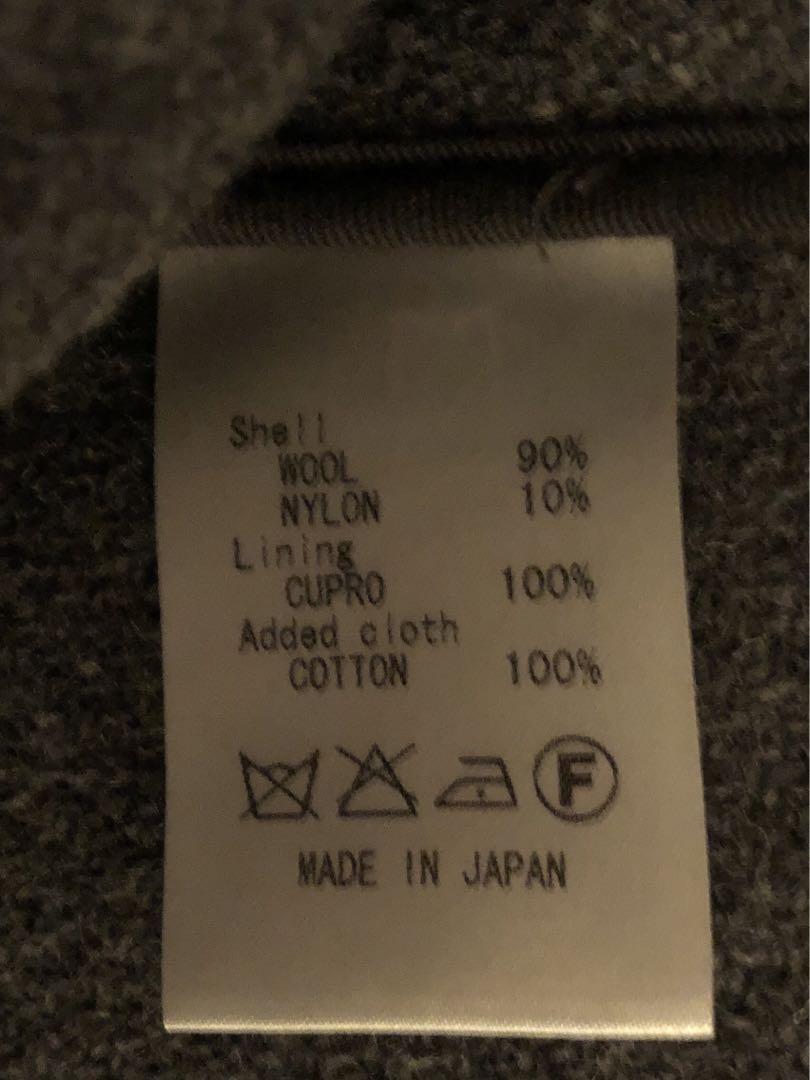 Shell
WOOL 90%
NYLON 10%
Lining
CUPRO 100%
Added cloth
COTTON 100%
F
MADE IN JAPAN